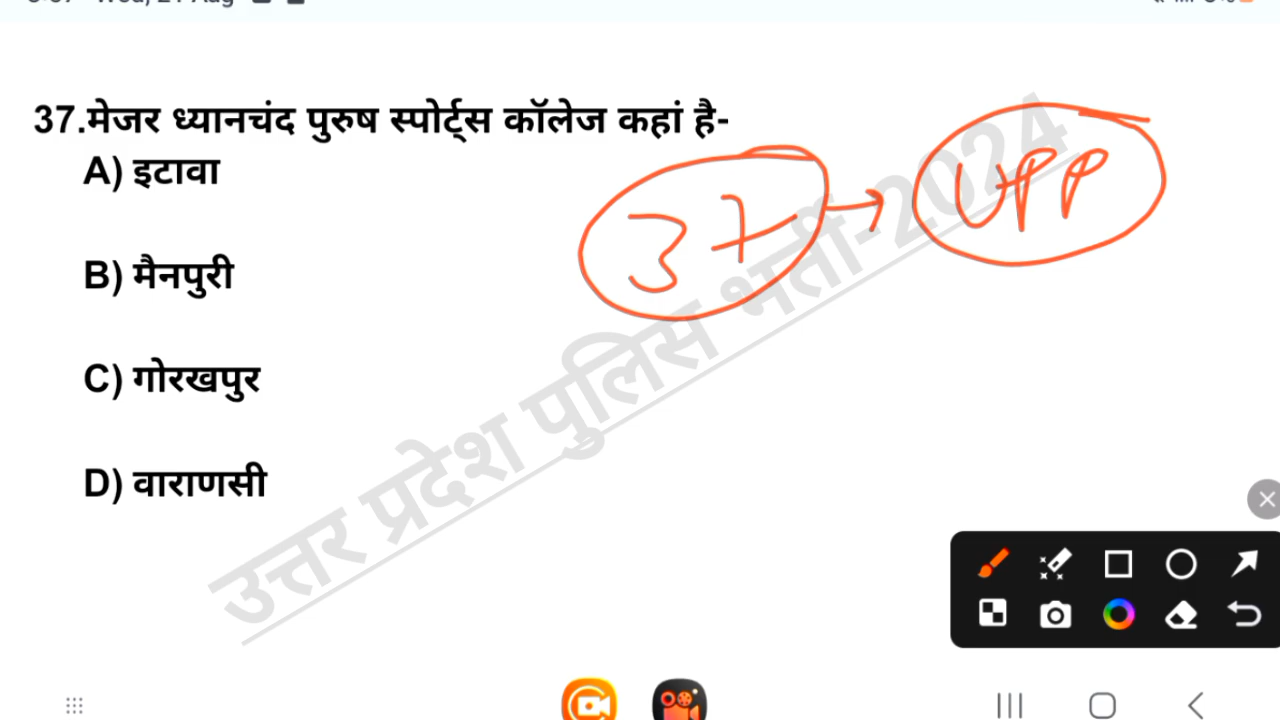 37.मेजर ध्यानचंद पुरुष स्पोर्ट्स कॉलेज कहां है-
A) इटावा
37 → UPP
B) मैनपुरी
C) गोरखपुर
D) वाराणसी
उत्तर प्रदेश पुलिस भर्ती-2024